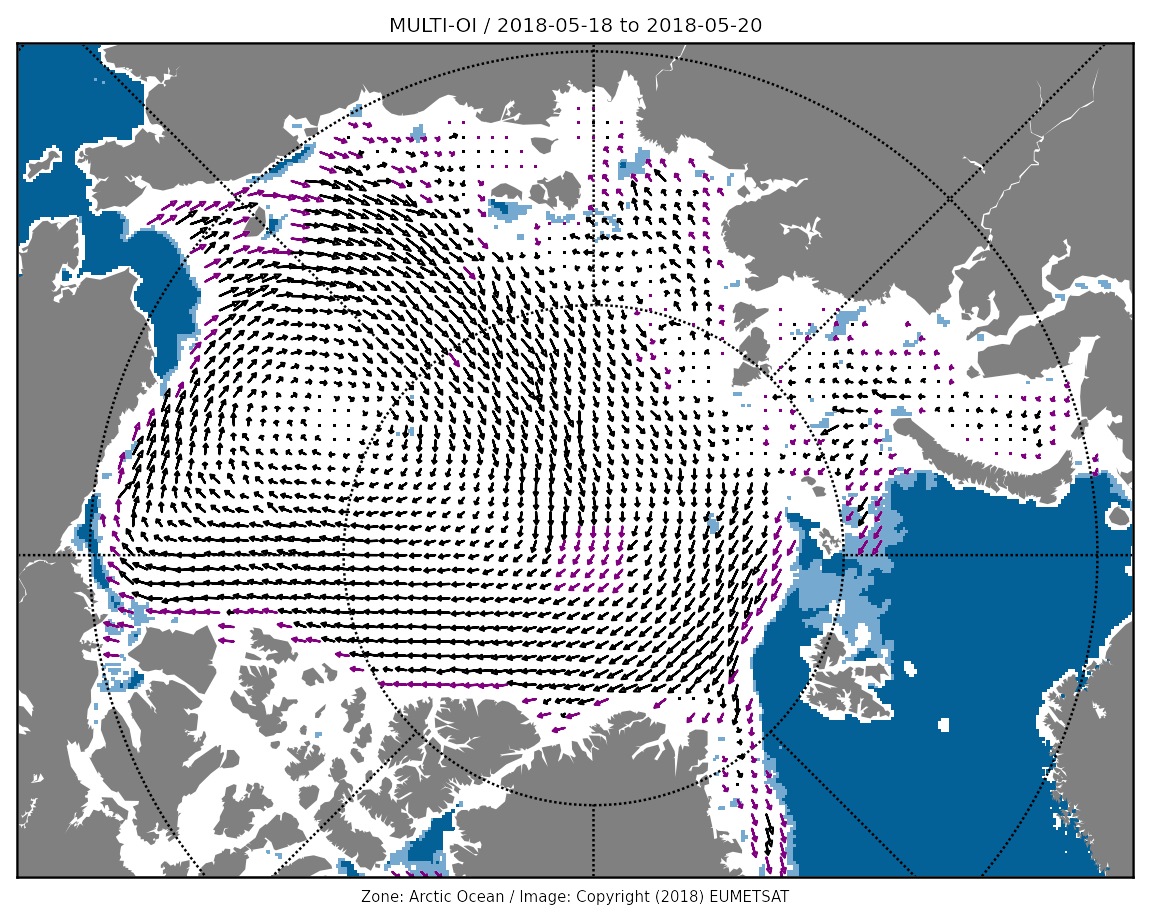 MULTI-OI / 2018-05-18 to 2018-05-20
Zone: Arctic Ocean / Image: Copyright (2018) EUMETSAT